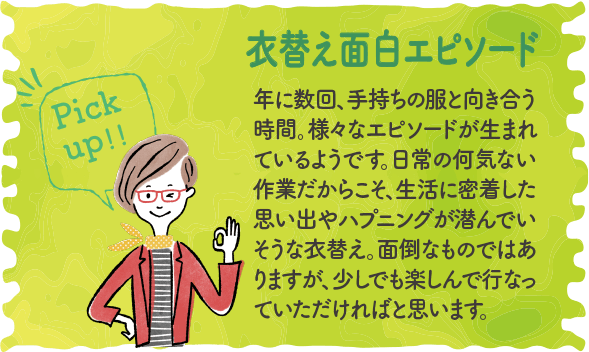 衣替え面白エピソード
Pick
up!!
年に数回、手持ちの服と向き合う
時間。様々なエピソードが生まれ
ているようです。日常の何気ない
作業だからこそ、生活に密着した
思い出やハプニングが潜んでい
そうな衣替え。面倒なものではあ
りますが、少しでも楽しんで行なっ
ていただければと思います。